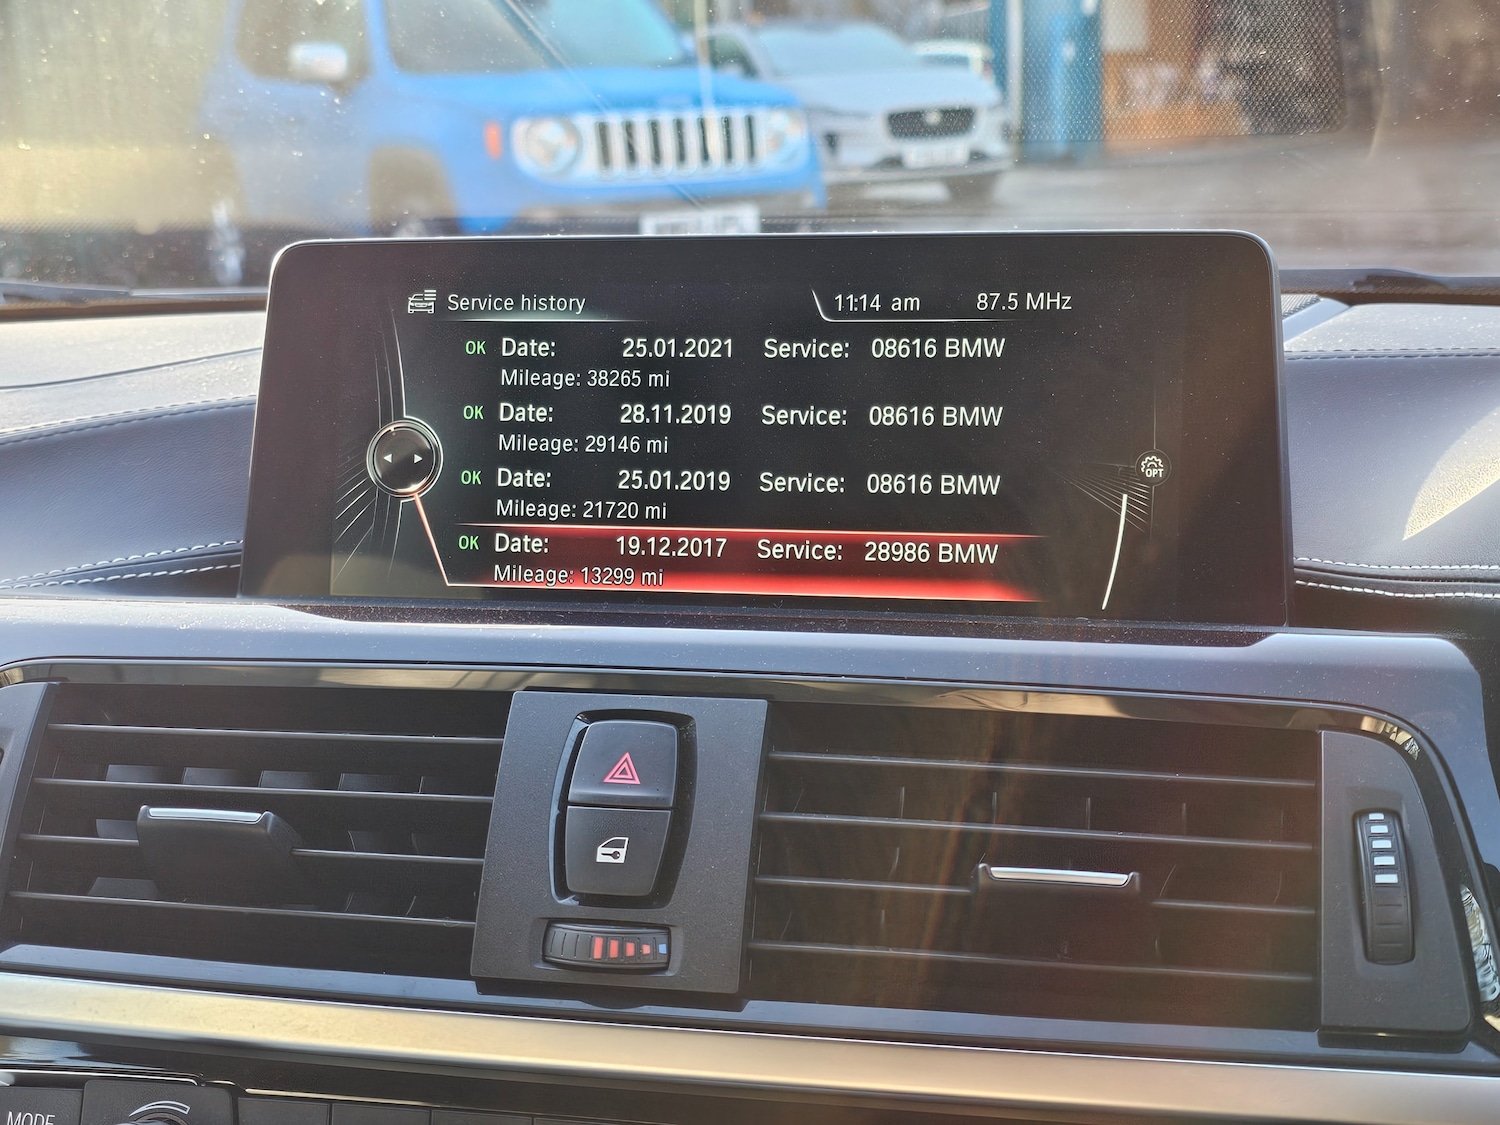 Service history 11:14 am 87.5 MHz
OK Date: 25.01.2021 Service: 08616 BMW
Mileage: 38265 mi
OK Date: 28.11.2019 Service: 08616 BMW
Mileage: 29146 mi
OK Date: 25.01.2019 Service: 08616 BMW
Mileage: 21720 mi
OPT
OK Date: 19.12.2017 Service: 28986 BMW
Mileage: 13299 mi
MODE